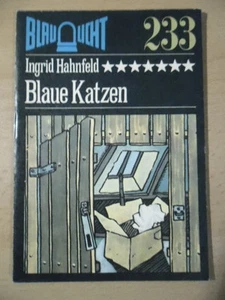 BLAULICHT 233
Ingrid Hahnfeld ★★★★★★★
Blaue Katzen